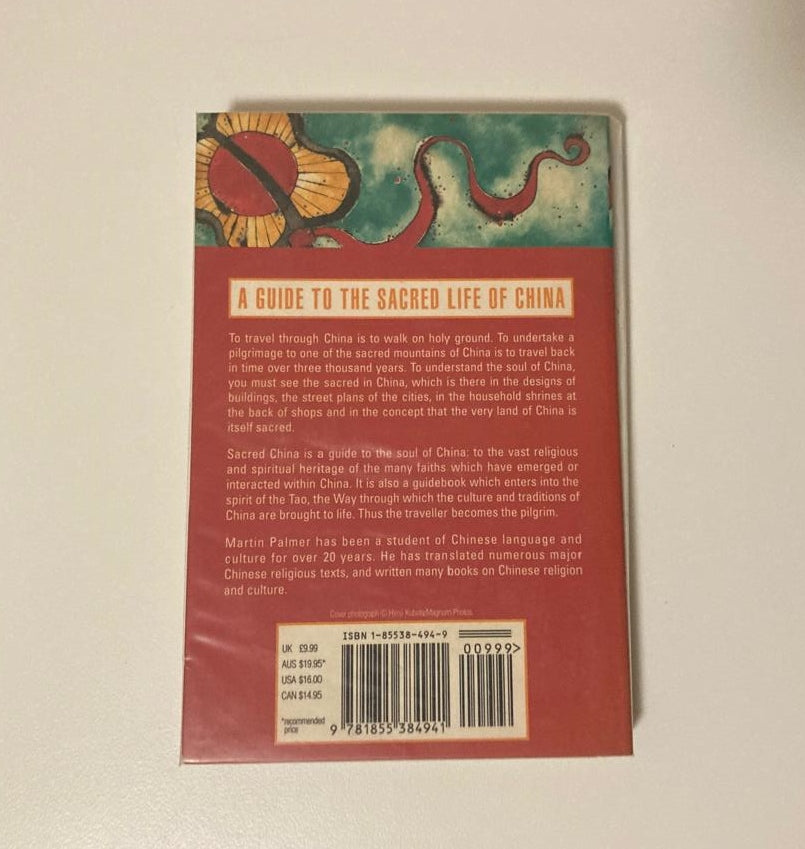 A GUIDE TO THE SACRED LIFE OF CHINA
To travel through China is to walk on holy ground. To undertake a
pilgrimage to one of the sacred mountains of China is to travel back
in time over three thousand years. To understand the soul of China,
you must see the sacred in China, which is there in the designs of
buildings, the street plans of the cities, in the household shrines at
the back of shops and in the concept that the very land of China is
itself sacred.
Sacred China is a guide to the soul of China: to the vast religious
and spiritual heritage of the many faiths which have emerged or
interacted within China. It is also a guidebook which enters into the
spirit of the Tao, the Way through which the culture and traditions of
China are brought to life. Thus the traveller becomes the pilgrim.
Martin Palmer has been a student of Chinese language and
culture for over 20 years. He has translated numerous major
Chinese religious texts, and written many books on Chinese religion
and culture.
Cover photograph © Hiroji Kubota/Magnum Photos.
ISBN 1-85538-494-9
UK £9.99
AUS $19.95*
USA $16.00
CAN $14.95
*recommended
price
00999>
9 781855 384941